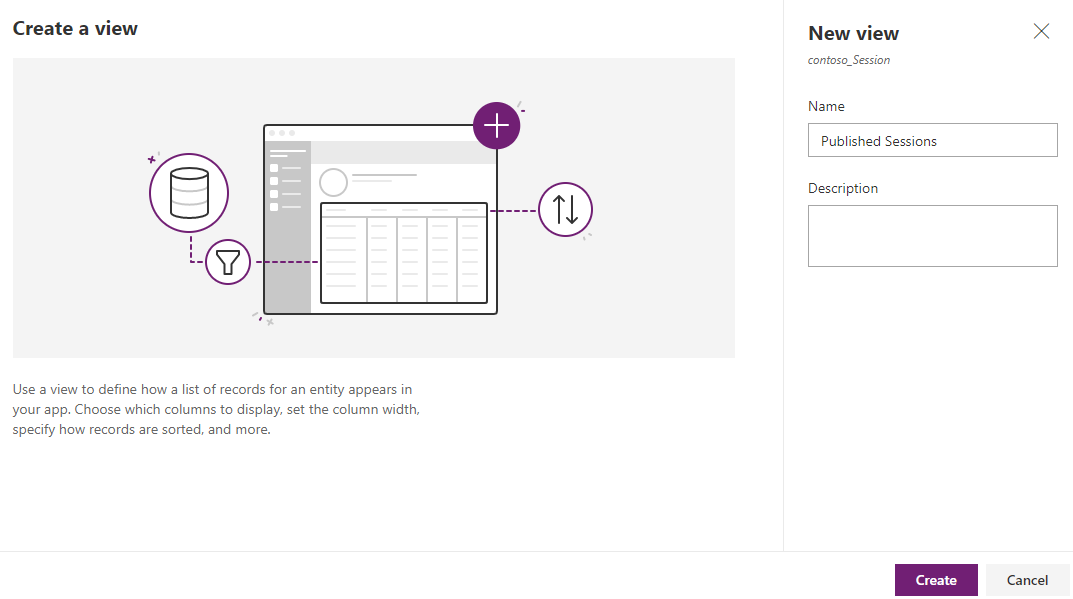 Create a view
Use a view to define how a list of records for an entity appears in
your app. Choose which columns to display, set the column width,
specify how records are sorted, and more.
New view
contoso_Session
Name
Published Sessions
Description
Create
Cancel